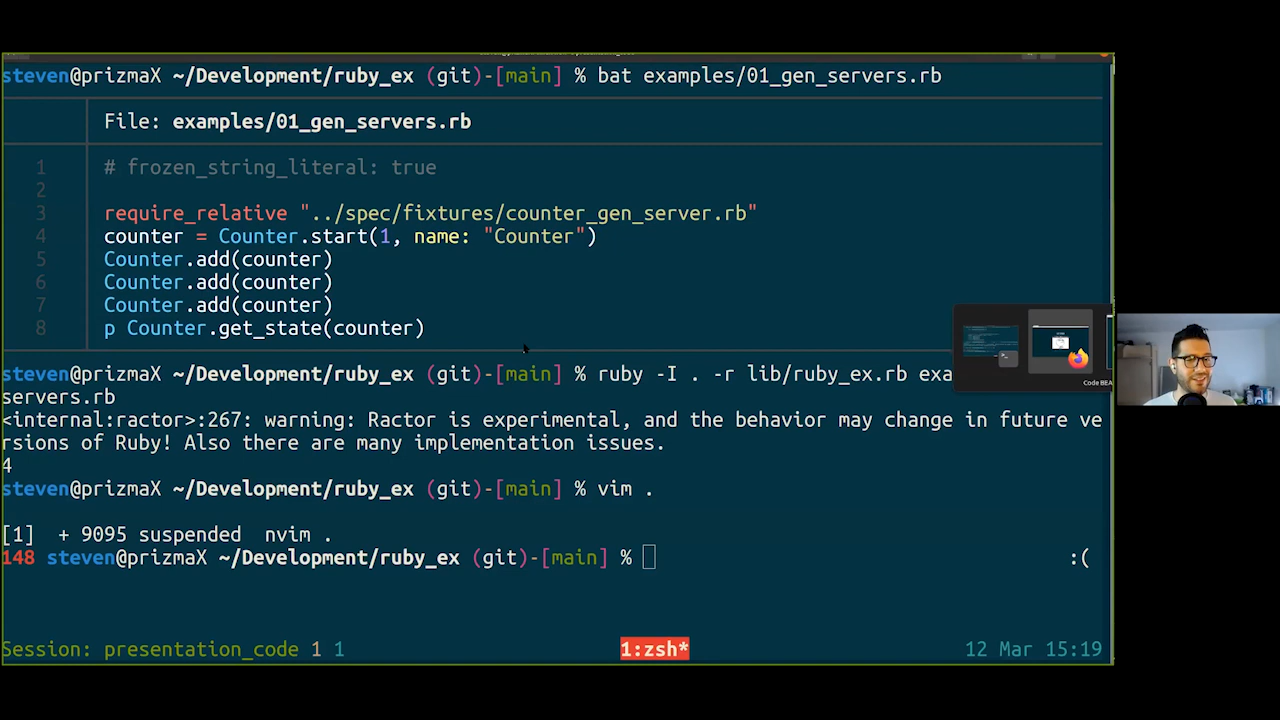 steven@prizmaX ~/Development/ruby_ex (git)-[main] % bat examples/01_gen_servers.rb
File: examples/01_gen_servers.rb
1 # frozen_string_literal: true
2
3 require_relative "../spec/fixtures/counter_gen_server.rb"
4 counter = Counter.start(1, name: "Counter")
5 Counter.add(counter)
6 Counter.add(counter)
7 Counter.add(counter)
8 p Counter.get_state(counter)
steven@prizmaX ~/Development/ruby_ex (git)-[main] % ruby -I . -r lib/ruby_ex.rb exa
servers.rb
<internal:ractor>:267: warning: Ractor is experimental, and the behavior may change in future ve
rsions of Ruby! Also there are many implementation issues.
4
steven@prizmaX ~/Development/ruby_ex (git)-[main] % vim .
[1] + 9095 suspended nvim .
148 steven@prizmaX ~/Development/ruby_ex (git)-[main] % :(
Code BEA
Session: presentation_code 1 1 1:zsh* 12 Mar 15:19